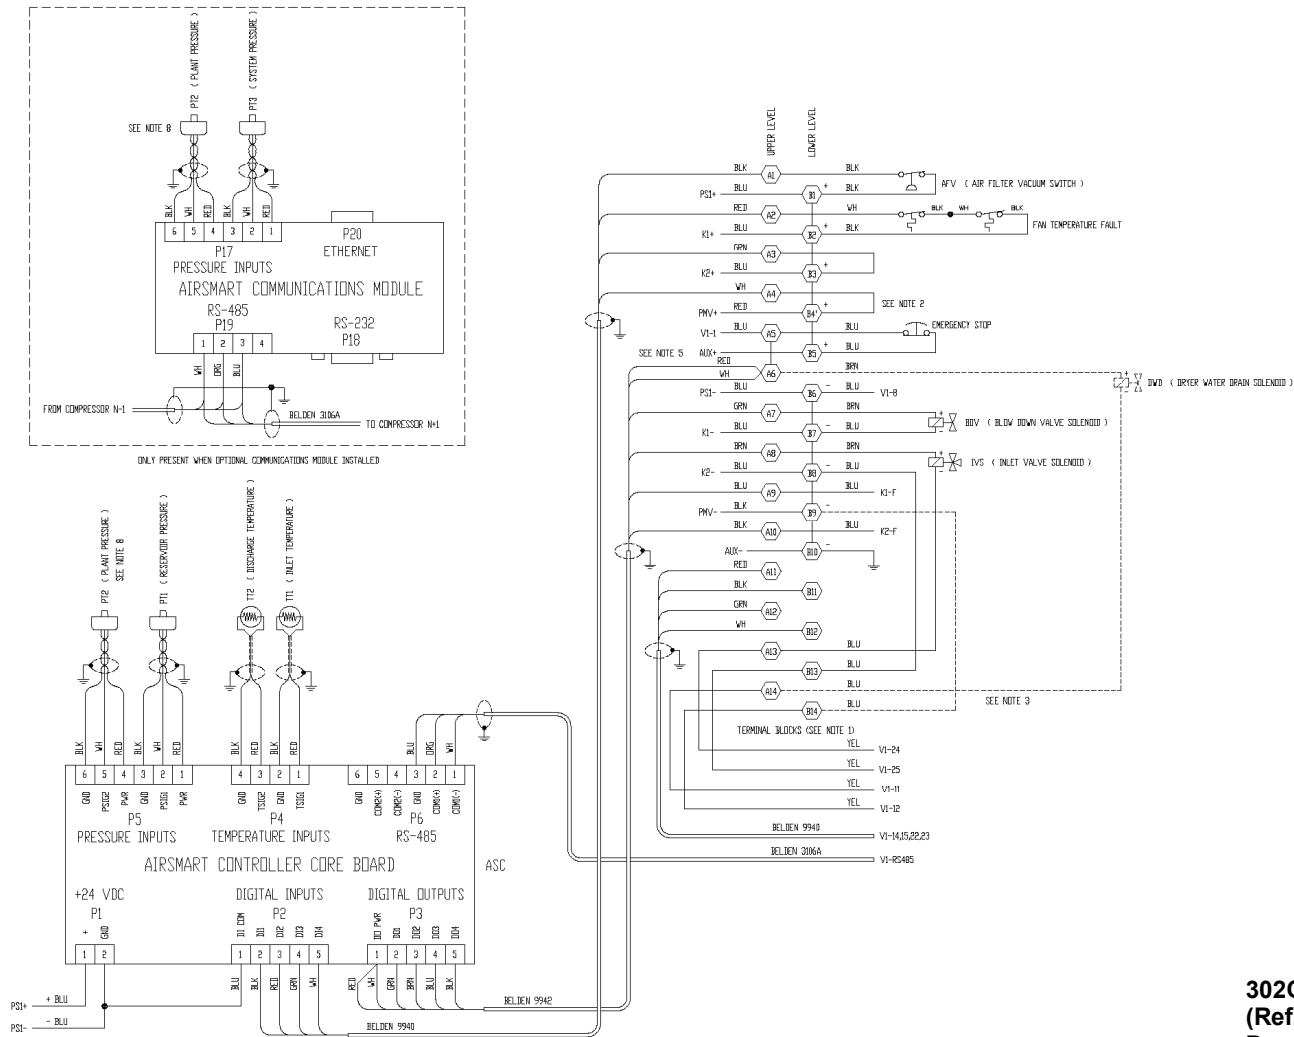 PT2 ( PLANT PRESSURE )
PT3 ( SYSTEM PRESSURE )
SEE NOTE 8
BLK
WH
RED
BLK
WH
RED
6 5 4 3 2 1
P17
PRESSURE INPUTS
P20
ETHERNET
AIRSMART COMMUNICATIONS MODULE
RS-485
P19
RS-232
P18
1 2 3 4
WH
ORG
BLU
FROM COMPRESSOR N-1
BELDEN 3106A
TO COMPRESSOR N+1
ONLY PRESENT WHEN OPTIONAL COMMUNICATIONS MODULE INSTALLED
UPPER LEVEL
LOWER LEVEL
BLK A1 BLK
AFV ( AIR FILTER VACUUM SWITCH )
PS1+ BLU B1 + BLK
RED A2 WH BLK WH BLK
FAN TEMPERATURE FAULT
K1+ BLU B2 + BLK
GRN A3
K2+ BLU B3 +
WH A4
SEE NOTE 2
PMV+ RED B4' +
V1-1 BLU A5 BLU
EMERGENCY STOP
SEE NOTE 5 AUX+ B5 + BLU
RED
WH A6 BRN
+
-
DWD ( DRYER WATER DRAIN SOLENOID )
PS1- BLU B6 - BLU V1-8
GRN A7 BRN
+
-
BDV ( BLOW DOWN VALVE SOLENOID )
K1- BLU B7 - BLU
BRN A8 BRN
+
-
IVS ( INLET VALVE SOLENOID )
K2- BLU B8 - BLU
BLU A9 BLU K1-F
PMV- BLK B9 -
BLK A10 BLU K2-F
AUX- B10 -
RED A11
BLK B11
GRN A12
WH B12
A13 BLU
B13 BLU
A14 BLU
SEE NOTE 3
B14 BLU
TERMINAL BLOCKS (SEE NOTE 1)
YEL V1-24
YEL V1-25
YEL V1-11
YEL V1-12
BELDEN 9940 V1-14,15,22,23
BELDEN 3106A V1-RS485
PT2 ( PLANT PRESSURE )
SEE NOTE 8
PT1 ( RESERVOIR PRESSURE )
TT2 ( DISCHARGE TEMPERATURE )
TT1 ( INLET TEMPERATURE )
BLK
WH
RED
BLK
WH
RED
BLK
RED
BLK
RED
BLU
ORG
WH
6 5 4 3 2 1
4 3 2 1
6 5 4 3 2 1
GND
PSIG2
PWR
GND
PSIG1
PWR
GND
TSIG2
GND
TSIG1
GND
COM2(+)
COM2(-)
GND
COM1(+)
COM1(-)
P5
PRESSURE INPUTS
P4
TEMPERATURE INPUTS
P6
RS-485
AIRSMART CONTROLLER CORE BOARD
ASC
+24 VDC
P1
DIGITAL INPUTS
P2
DIGITAL OUTPUTS
P3
+
GND
DI COM
DI1
DI2
DI3
DI4
DO PWR
DO1
DO2
DO3
DO4
1 2
1 2 3 4 5
1 2 3 4 5
BLU
BLK
RED
GRN
WH
RED
WH
GRN
BRN
BLU
BLK
PS1+ + BLU
PS1- - BLU
BELDEN 9942
BELDEN 9940